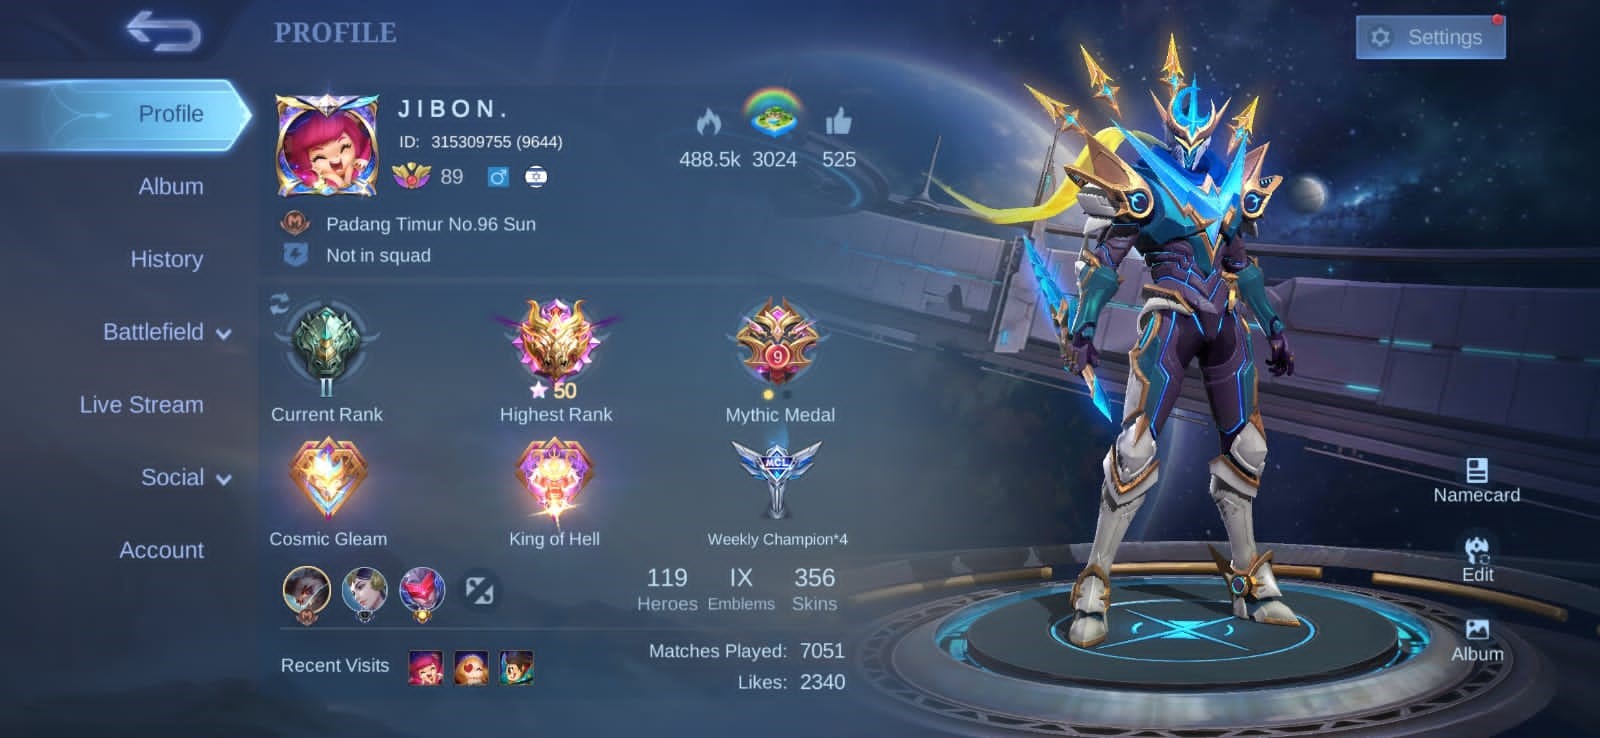 PROFILE
Settings
Profile
Album
History
Battlefield
Live Stream
Social
Account
JIBON.
ID: 315309755 (9644)
89
488.5k 3024 525
Padang Timur No.96 Sun
Not in squad
II
50
9
Current Rank
Highest Rank
Mythic Medal
MCL
Cosmic Gleam
King of Hell
Weekly Champion*4
119 IX 356
Heroes Emblems Skins
Recent Visits
Matches Played: 7051
Likes: 2340
Namecard
Edit
Album